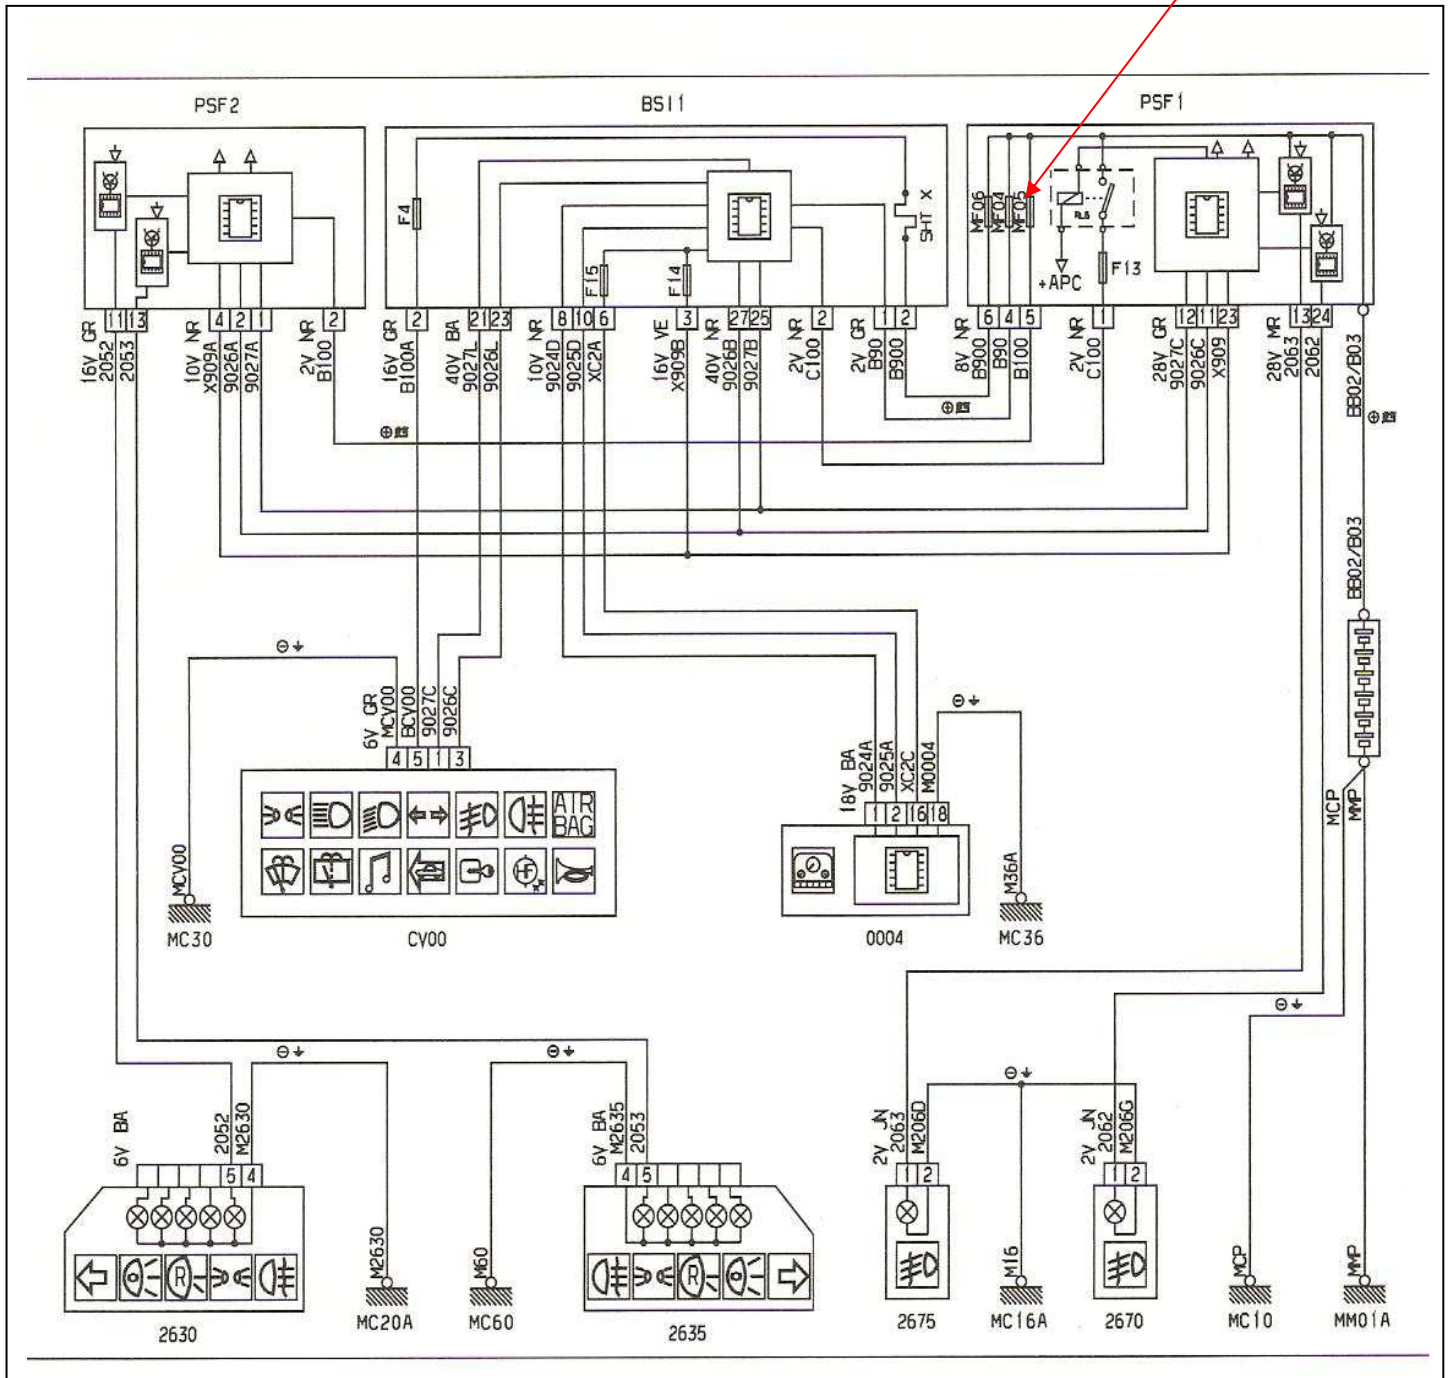 PSF2
BSI1
PSF1
F4
SHT X
MF06
MF04
MF05
RL6
F15
F14
+APC
F13
11 13
4 2 1
2
2
21 23
8 10 6
3
27 25
2
1 2
6 4 5
1
12 11 23
13 24
16V GR
2052
2053
10V NR
X909A
9026A
9027A
2V NR
B100
16V GR
B100A
40V BA
9027L
9026L
10V NR
9024D
9025D
XC2A
16V VE
X909B
40V NR
9026B
9027B
2V NR
C100
2V GR
B90
B900
8V NR
B900
B90
B100
2V NR
C100
28V GR
9027C
9026C
X909
28V MR
2063
2062
BB02/B03
BB02/B03
6V GR
MCV00
BCV00
9027C
9026C
4 5 1 3
18V BA
9024A
9025A
XC2C
M0004
1 2 16 18
MCP
MMP
AIR
BAG
HF
MCV00
MC30
CV00
0004
M36A
MC36
6V BA
2052
M2630
5 4
6V BA
M2635
2053
4 5
2V JN
2063
M206D
1 2
2V JN
2062
M206G
1 2
R
R
M2630
M60
M16
MCP
MMP
2630
MC20A
MC60
2635
2675
MC16A
2670
MC10
MM01A